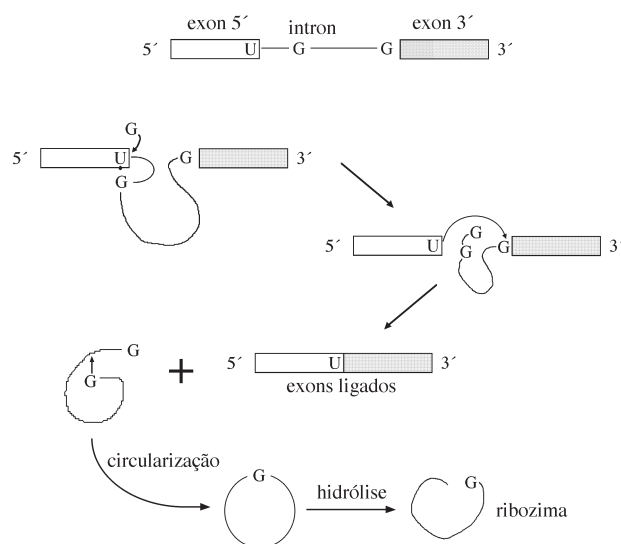 exon 5´ intron exon 3´
5´ U G G 3´
G
5´ U G 3´
G
G
5´ U G G 3´
G
5´ U 3´
G
exons ligados
+
circularização
G
hidrólise
G
ribozima